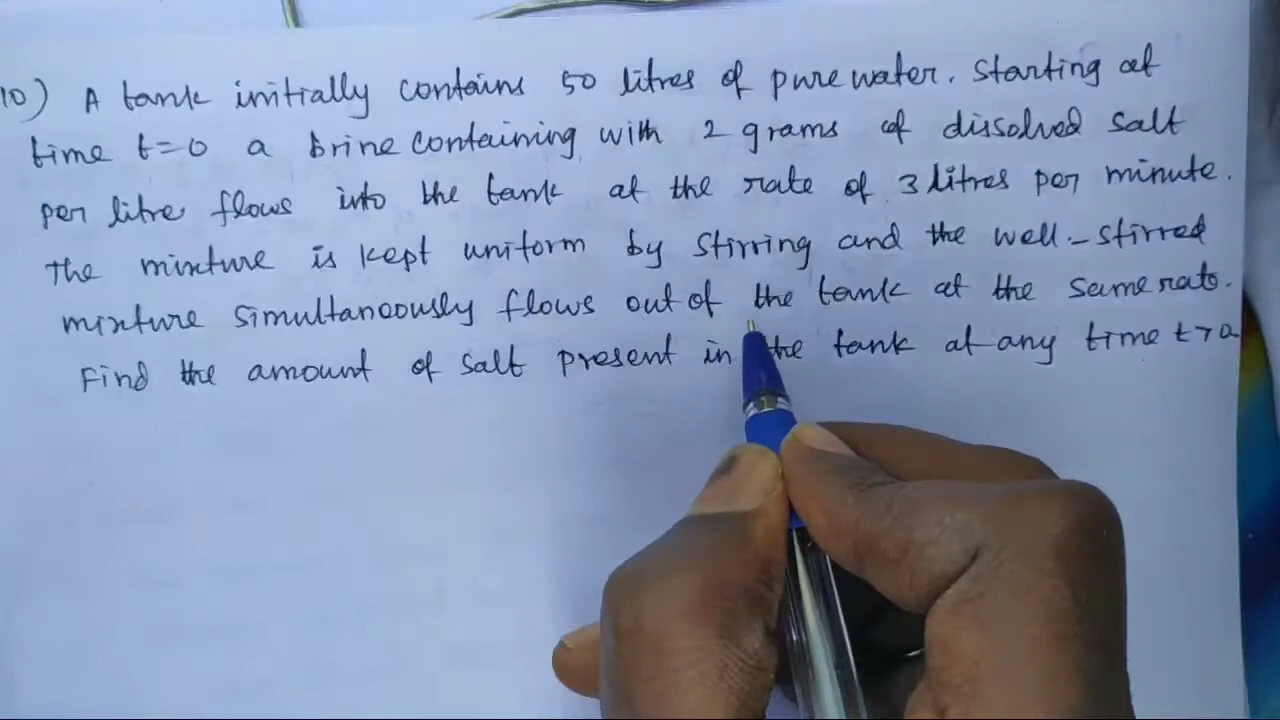 10) A tank initially contains 50 litres of pure water. Starting at
time t=0 a brine containing with 2 grams of dissolved salt
per litre flows into the tank at the rate of 3 litres per minute.
The mixture is kept uniform by stirring and the well-stirred
mixture simultaneously flows out of the tank at the same rate.
Find the amount of salt present in the tank at any time t>0